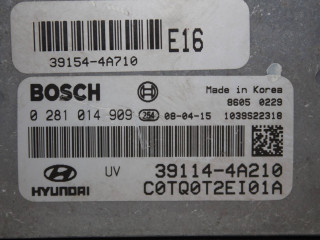 E16
39154-4A710
BOSCH
Made in Korea
8605 0229
0 281 014 909 254 08-04-15 1039S22318
HYUNDAI UV 39114-4A210
C0TQ0T2EI01A